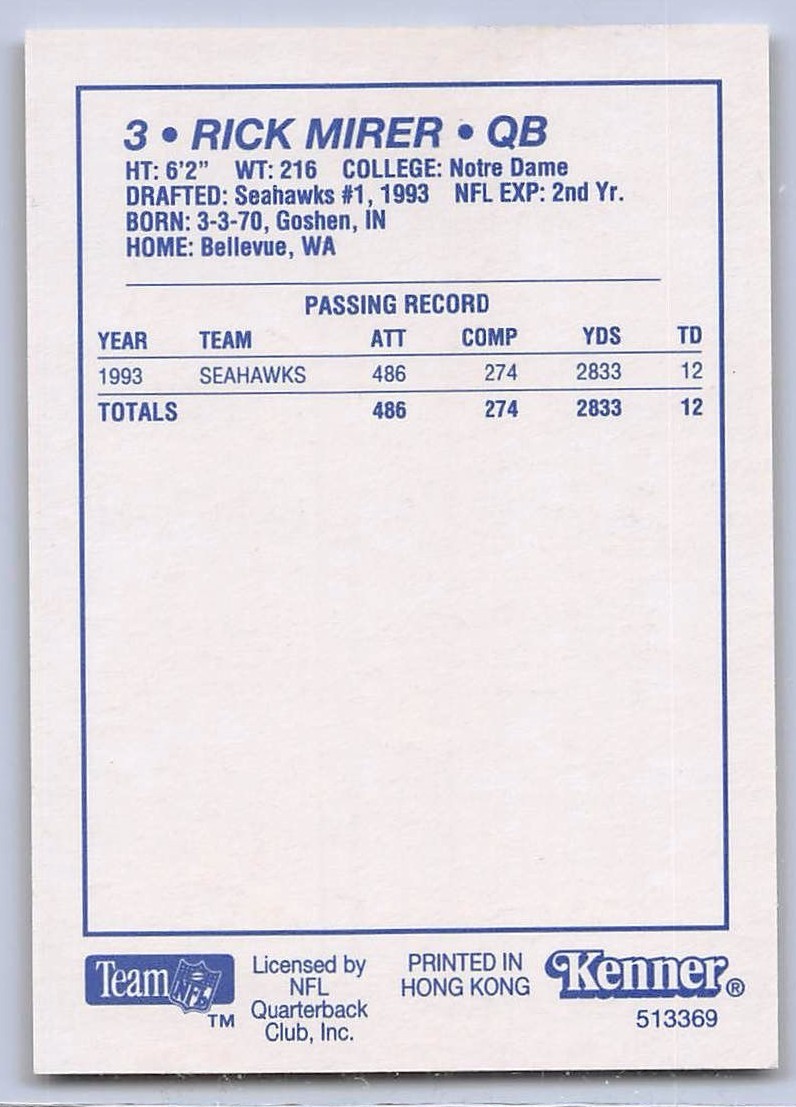 3 • RICK MIRER • QB
HT: 6'2" WT: 216 COLLEGE: Notre Dame
DRAFTED: Seahawks #1, 1993 NFL EXP: 2nd Yr.
BORN: 3-3-70, Goshen, IN
HOME: Bellevue, WA
PASSING RECORD
YEAR TEAM ATT COMP YDS TD
1993 SEAHAWKS 486 274 2833 12
TOTALS 486 274 2833 12
Team NFL TM
Licensed by
NFL
Quarterback
Club, Inc.
PRINTED IN
HONG KONG
Kenner®
513369